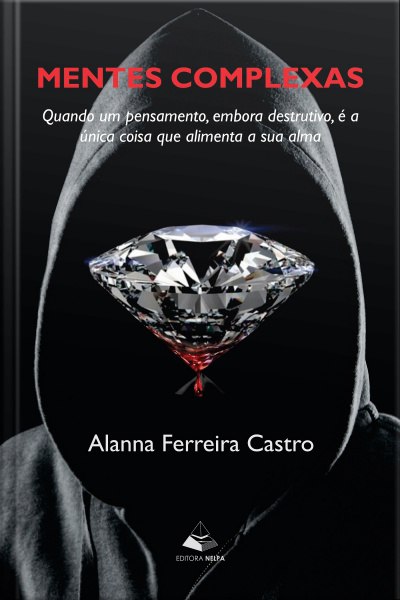 MENTES COMPLEXAS
Quando um pensamento, embora destrutivo, é a
única coisa que alimenta a sua alma
Alanna Ferreira Castro
EDITORA NELPA